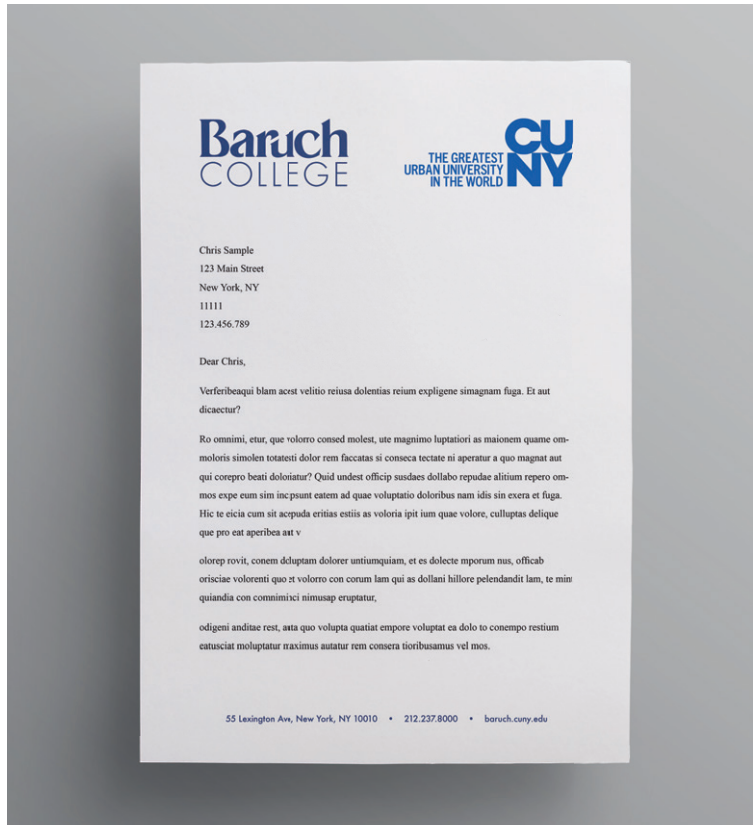 Baruch
COLLEGE
THE GREATEST
URBAN UNIVERSITY
IN THE WORLD
CU
NY
Chris Sample
123 Main Street
New York, NY
11111
123.456.789
Dear Chris,
Verferibeaqui blam acest velitio reiusa dolentias reium expligene simagnam fuga. Et aut
dicaectur?
Ro omnimi, etur, que volorro consed molest, ute magnimo luptatiori as maionem quame om-
moloris simolen totatesti dolor rem faccatas si conseca tectate ni aperatur a quo magnat aut
qui corepro beati doloriatur? Quid undest officip susdaes dollabo repudae alitium repero om-
mos expe eum sim incpsunt eatem ad quae voluptatio doloribus nam idis sin exera et fuga.
Hic te eicia cum sit acepuda eritias estiis as voloria ipit ium quae volore, culluptas delique
que pro eat aperibea aut v
olorep rovit, conem doluptam dolorer untiumquiam, et es dolecte mporum nus, officab
orisciae volorenti quo et volorro con corum lam qui as dollani hillore pelendandit lam, te mint
quiandia con comnimisci nimusap eruptatur,
odigeni anditae rest, auta quo volupta quatiat empore voluptat ea dolo to conempo restium
eatusciat moluptatur maximus autatur rem consera tioribusamus vel mos.
55 Lexington Ave, New York, NY 10010 • 212.237.8000 • baruch.cuny.edu